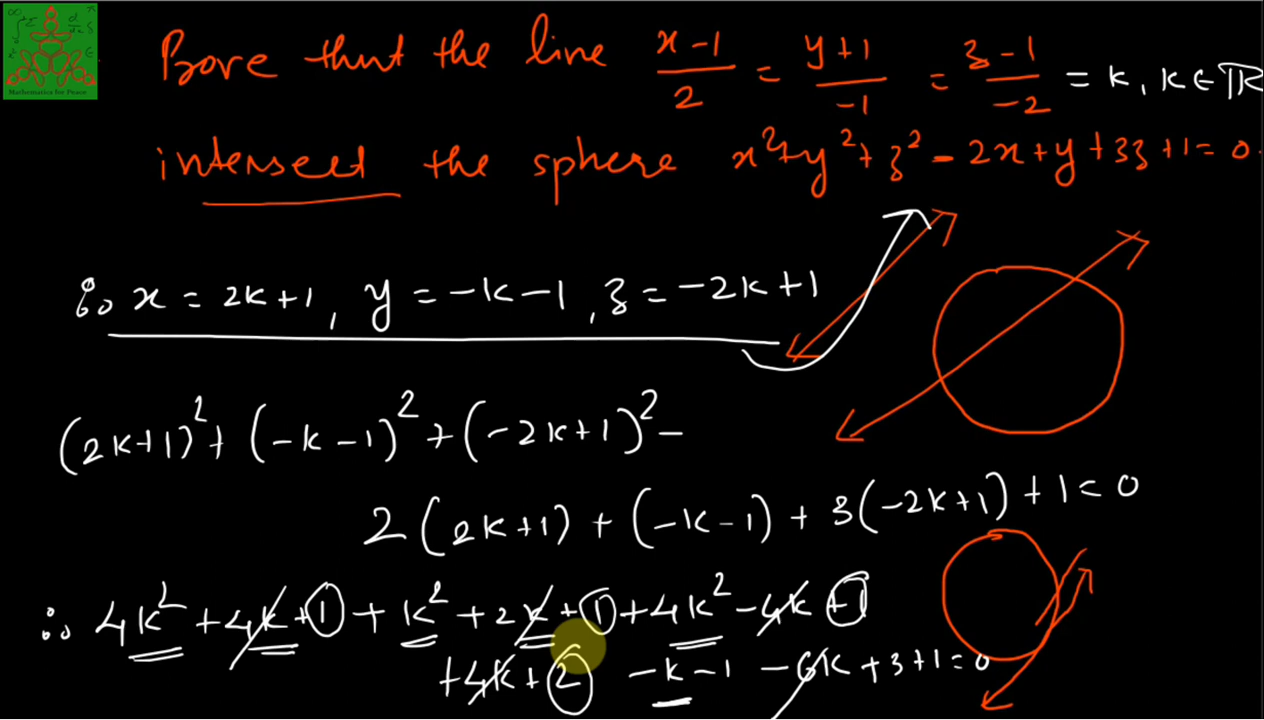 Mathematics for Peace
Prove that the line (x-1)/2 = (y+1)/-1 = (z-1)/-2 = k, k∈ℝ
intersect the sphere x²+y²+z²-2x+y+3z+1=0.
∴ x = 2k+1, y = -k-1, z = -2k+1
(2k+1)²+(-k-1)²+(-2k+1)²-
2(2k+1)+(-k-1)+3(-2k+1)+1=0
∴ 4k²+4k+1+k²+2k+1+4k²-4k+1
+4k+2 -k-1 -6k+3+1=0